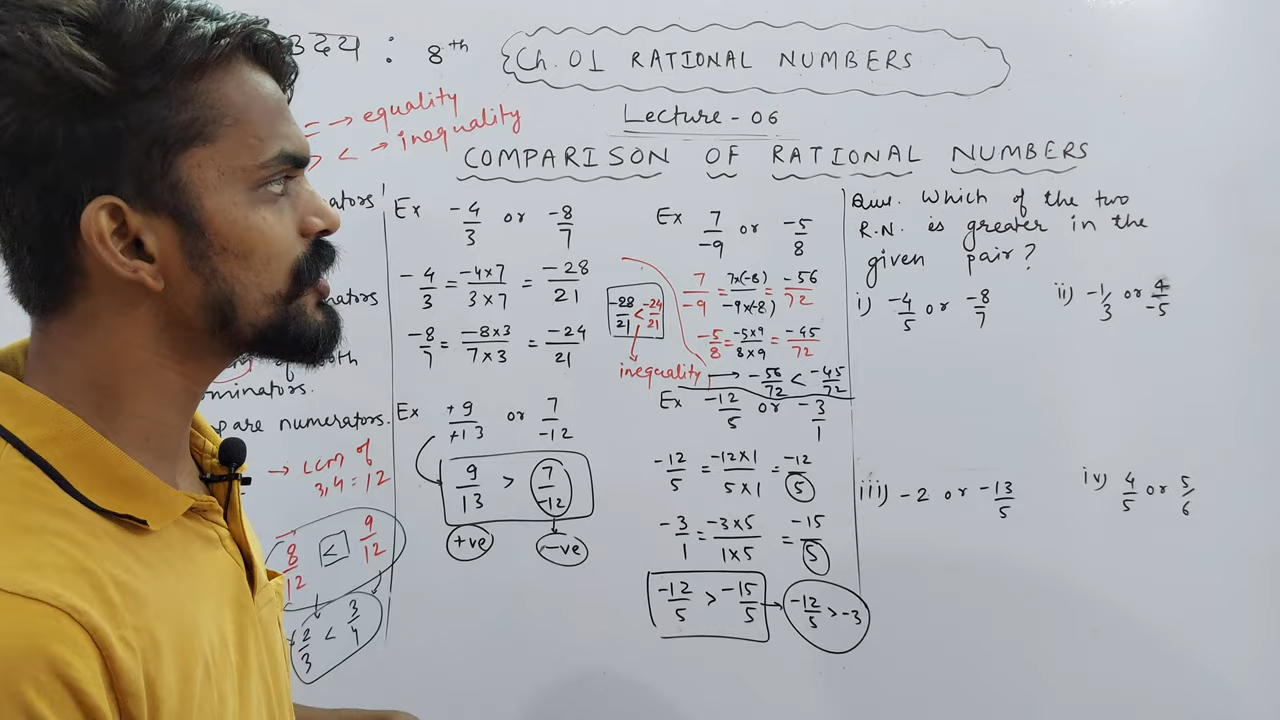 : 8th
Ch. 01 RATIONAL NUMBERS
= → equality
> < → inequality
Lecture - 06
COMPARISON OF RATIONAL NUMBERS
ominators.
pare numerators.
→ LCM of
3, 4 = 12
8/12 < 9/12
2/3 < 3/4
Ex -4/3 or -8/7
-4/3 = -4×7/3×7 = -28/21
-8/7 = -8×3/7×3 = -24/21
-28/21 < -24/21
inequality
Ex +9/+13 or 7/-12
9/13 > 7/-12
+ve -ve
Ex 7/-9 or -5/8
7/-9 = 7×(-8)/-9×(-8) = -56/72
-5/8 = -5×9/8×9 = -45/72
→ -56/72 < -45/72
Ex -12/5 or -3/1
-12/5 = -12×1/5×1 = -12/5
-3/1 = -3×5/1×5 = -15/5
-12/5 > -15/5 → -12/5 > -3
Ques. Which of the two
R.N. is greater in the
given pair?
i) -4/5 or -8/7 ii) -1/3 or 4/-5
iii) -2 or -13/5 iv) 4/5 or 5/6